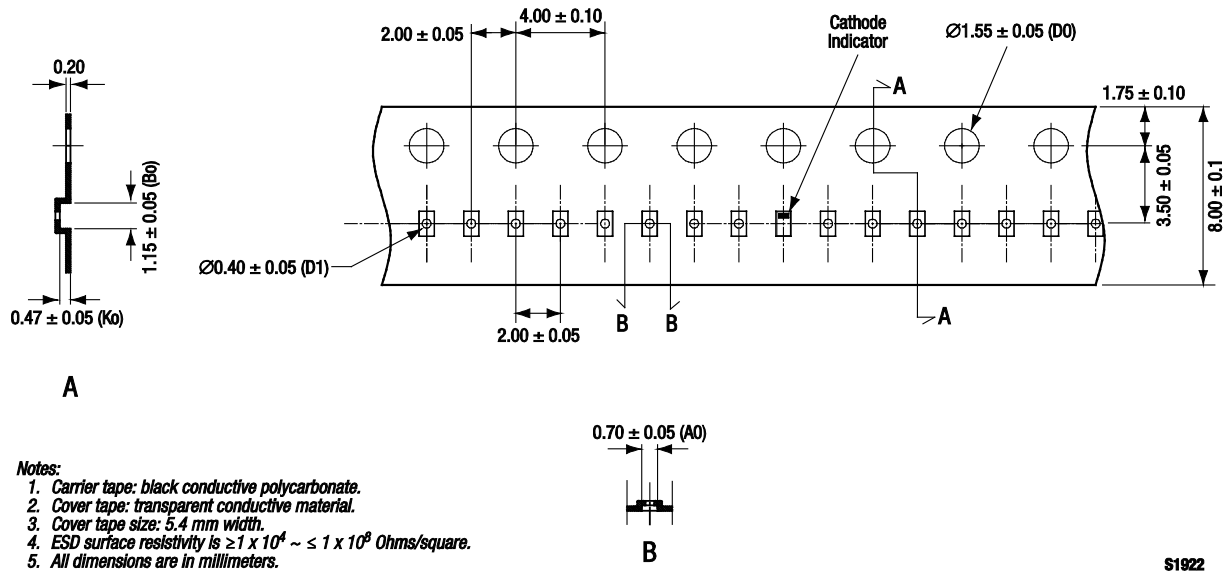 4.00 ± 0.10
2.00 ± 0.05
Cathode
Indicator
∅1.55 ± 0.05 (D0)
0.20
A
1.75 ± 0.10
1.15 ± 0.05 (Bo)
3.50 ± 0.05
8.00 ± 0.1
∅0.40 ± 0.05 (D1)
0.47 ± 0.05 (Ko)
B B
A
2.00 ± 0.05
A
0.70 ± 0.05 (A0)
B
Notes:
1. Carrier tape: black conductive polycarbonate.
2. Cover tape: transparent conductive material.
3. Cover tape size: 5.4 mm width.
4. ESD surface resistivity is ≥1 x 10⁴ ~ ≤ 1 x 10⁸ Ohms/square.
5. All dimensions are in millimeters.
S1922